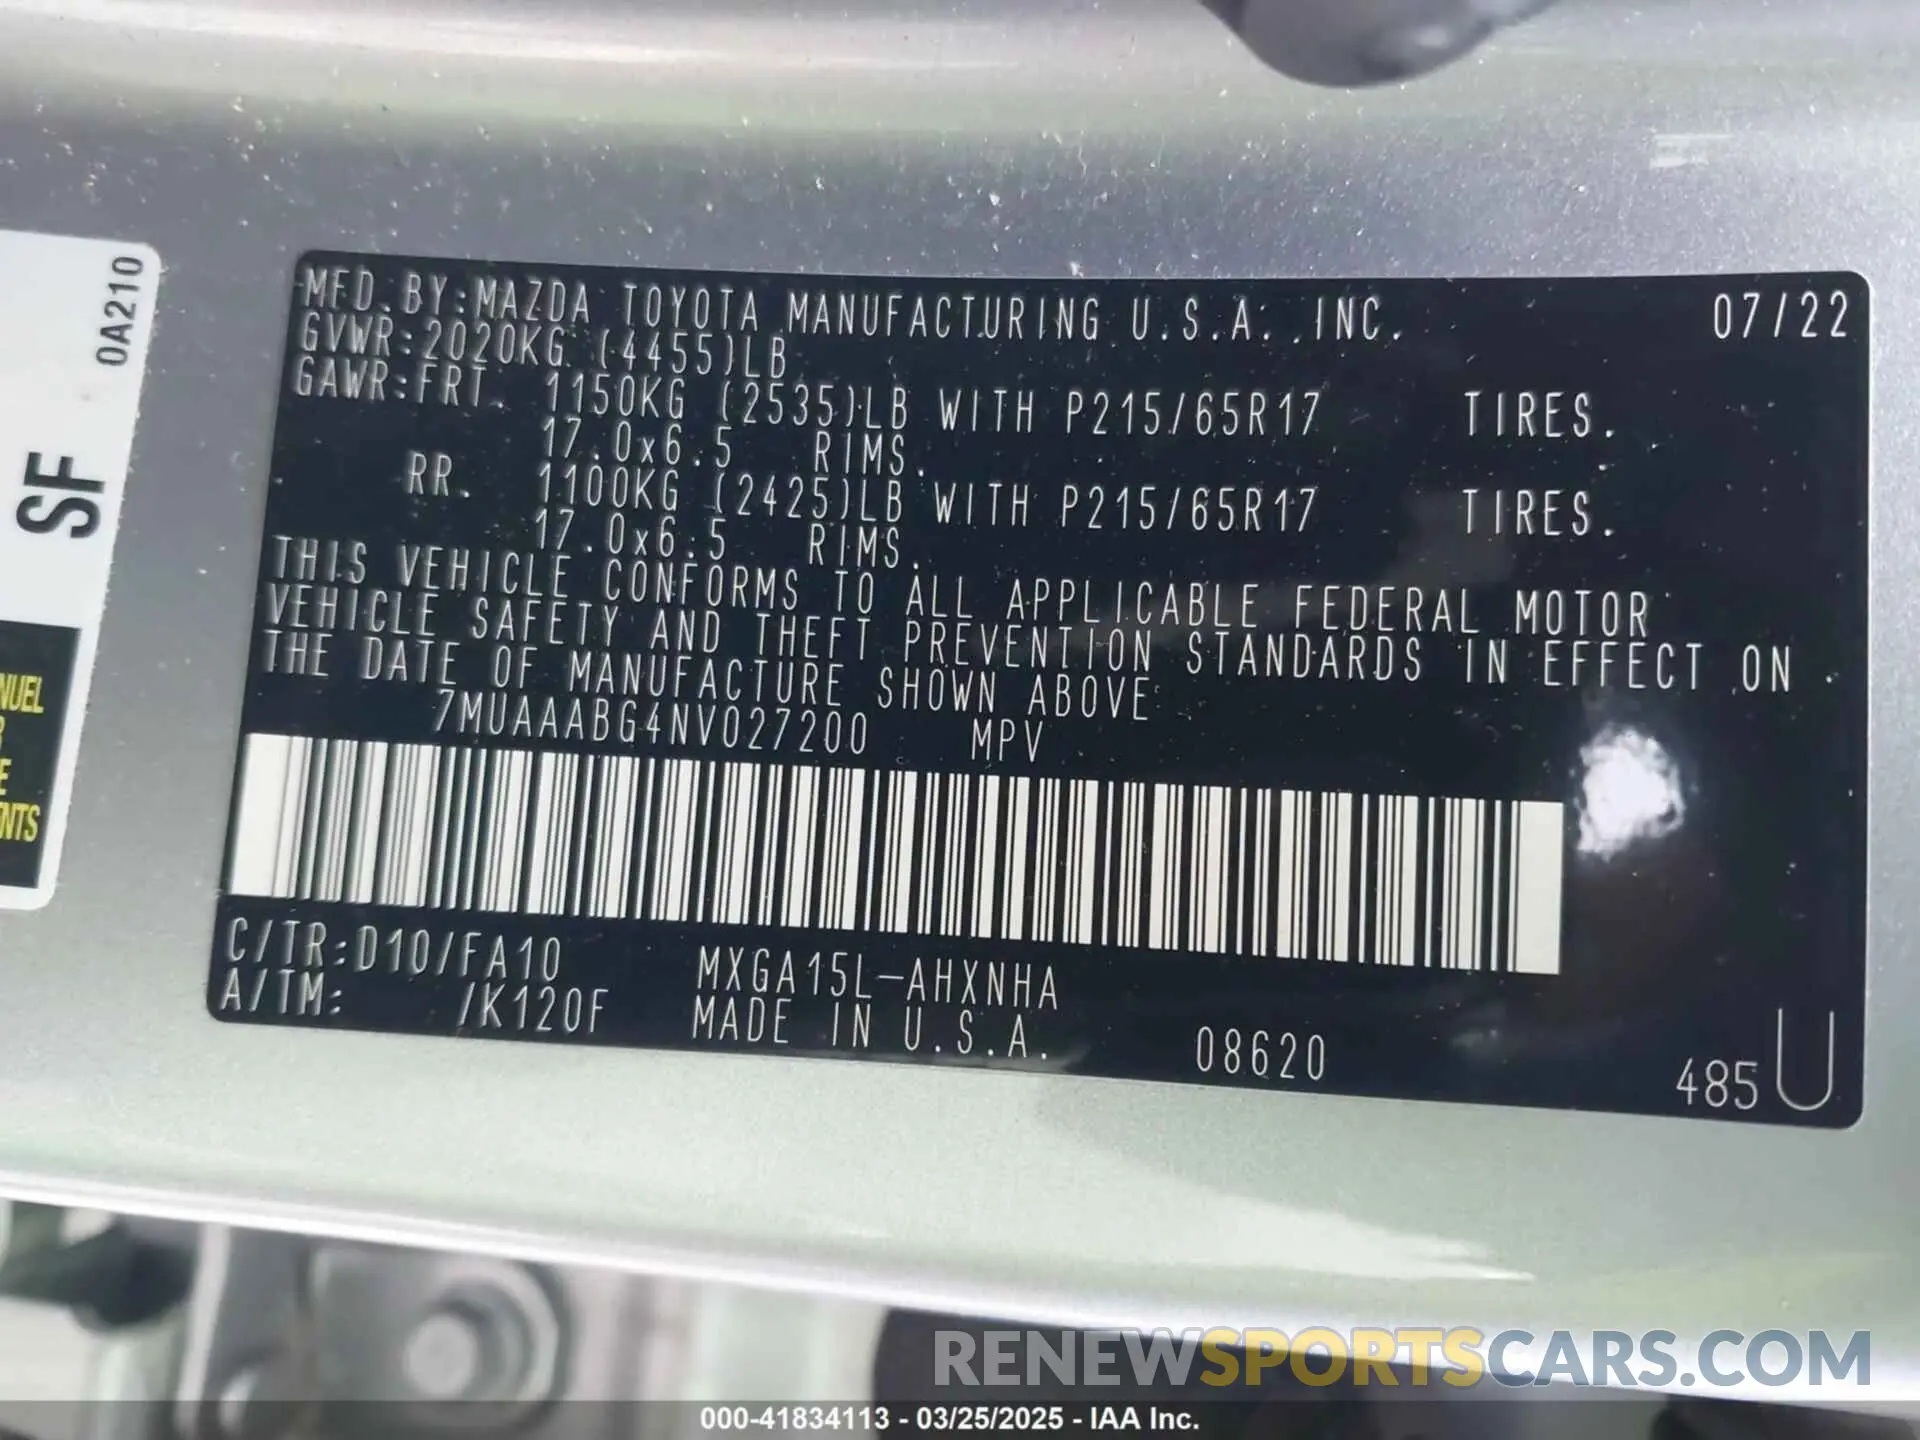 MFD.BY:MAZDA TOYOTA MANUFACTURING U.S.A.,INC. 07/22
GVWR:2020KG (4455)LB
GAWR:FRT. 1150KG (2535)LB WITH P215/65R17 TIRES.
17.0x6.5 RIMS.
RR. 1100KG (2425)LB WITH P215/65R17 TIRES.
17.0x6.5 RIMS.
THIS VEHICLE CONFORMS TO ALL APPLICABLE FEDERAL MOTOR
VEHICLE SAFETY AND THEFT PREVENTION STANDARDS IN EFFECT ON
THE DATE OF MANUFACTURE SHOWN ABOVE.
7MUAAABG4NV027200 MPV
C/TR:D10/FA10 MXGA15L-AHXNHA
A/TM: /K120F MADE IN U.S.A. 08620 485U
0A210
SF
NUEL
R
E
ENTS
RENEWSPORTSCARS.COM
000-41834113 - 03/25/2025 - IAA Inc.